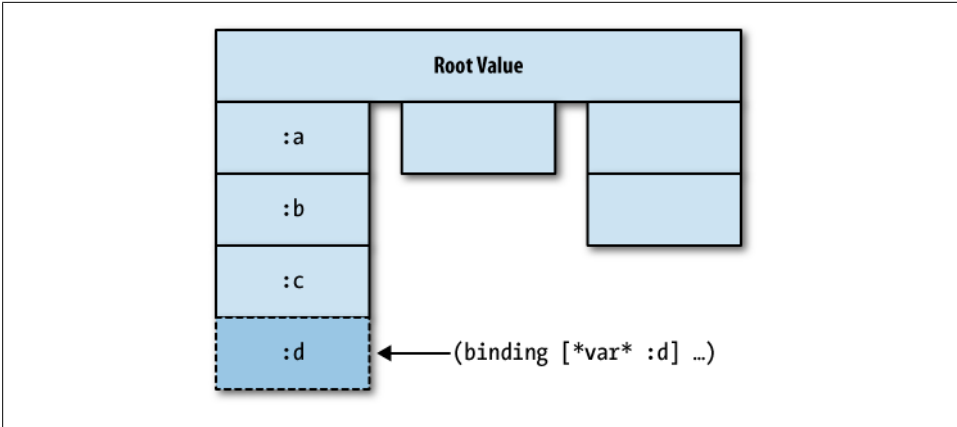 Root Value
:a
:b
:c
:d
(binding [*var* :d] …)